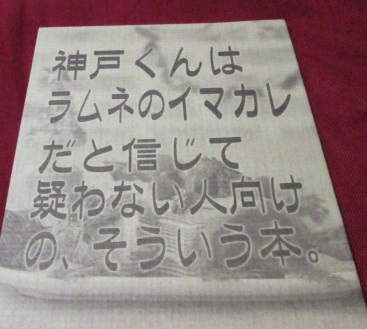 神戸くんは
ラムネのイマカレ
だと信じて
疑わない人向け
の、そういう本。